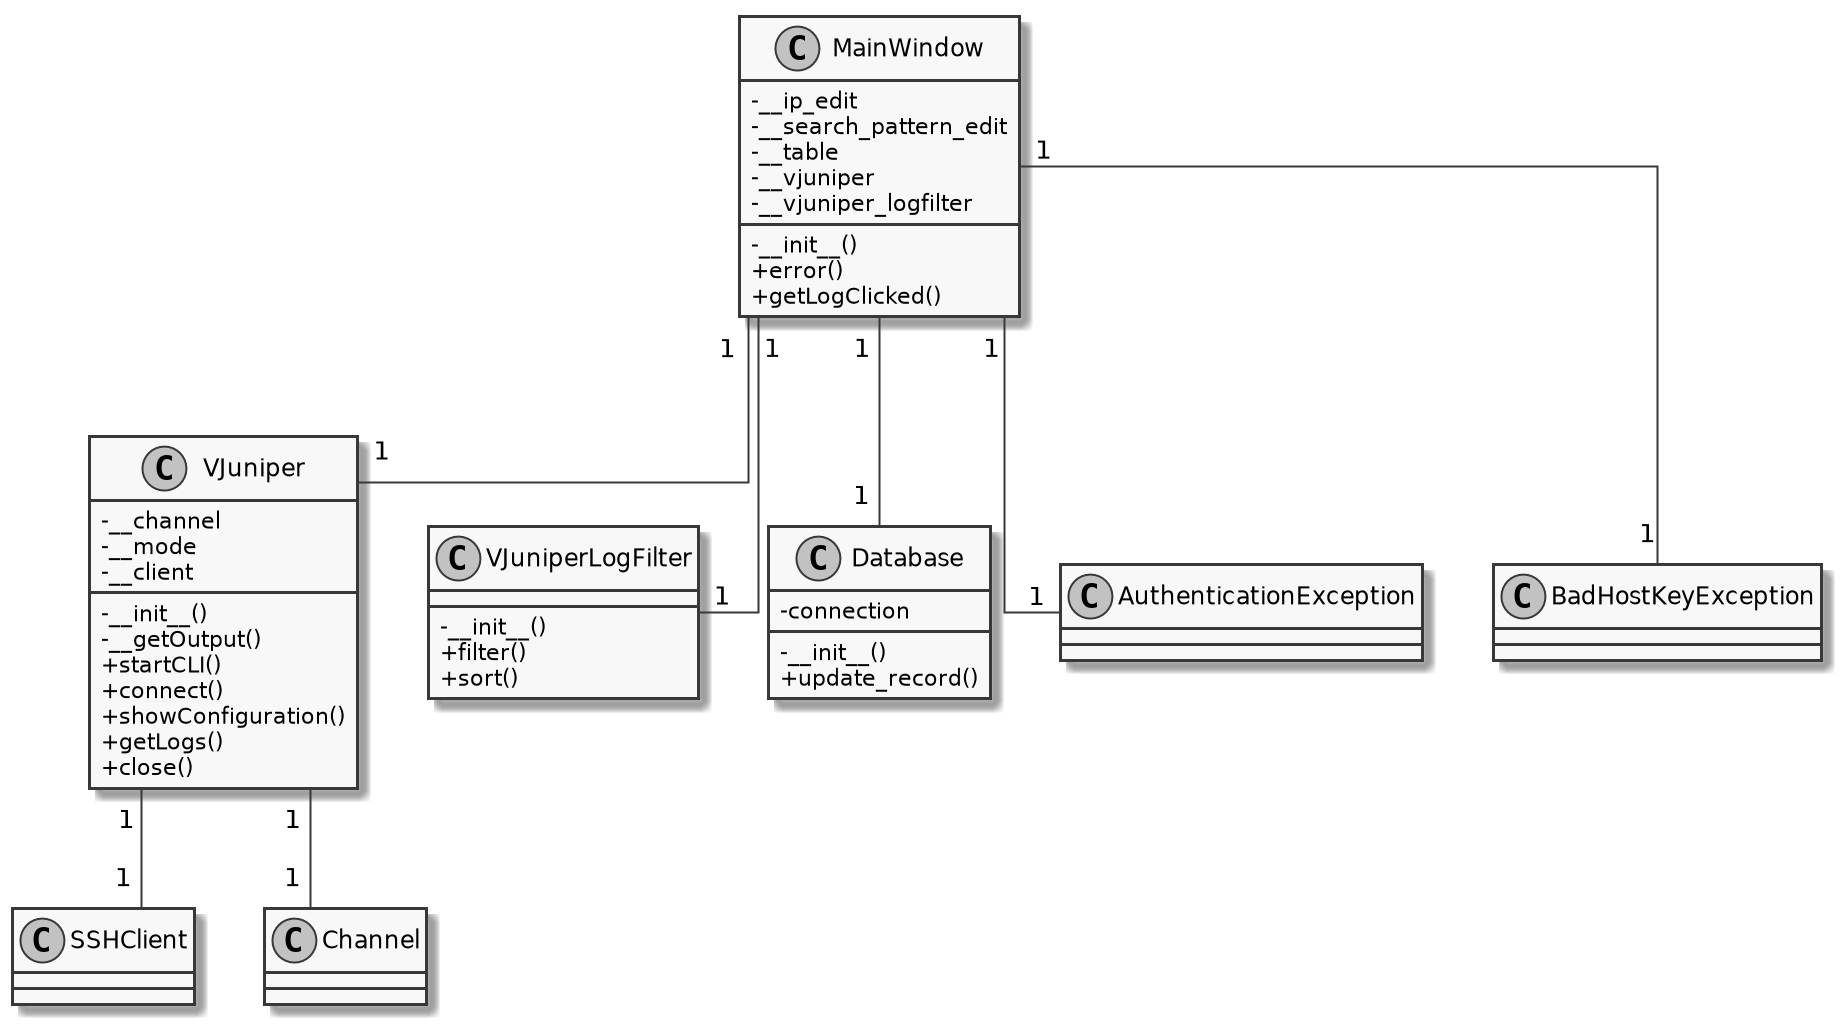 C MainWindow
-__ip_edit
-__search_pattern_edit
-__table
-__vjuniper
-__vjuniper_logfilter
-__init__()
+error()
+getLogClicked()
1
1
1
1
1
1
C VJuniper
-__channel
-__mode
-__client
-__init__()
-__getOutput()
+startCLI()
+connect()
+showConfiguration()
+getLogs()
+close()
C VJuniperLogFilter
-__init__()
+filter()
+sort()
1
1
C Database
-connection
-__init__()
+update_record()
1
C AuthenticationException
1
C BadHostKeyException
1
1
1
1
C SSHClient
C Channel